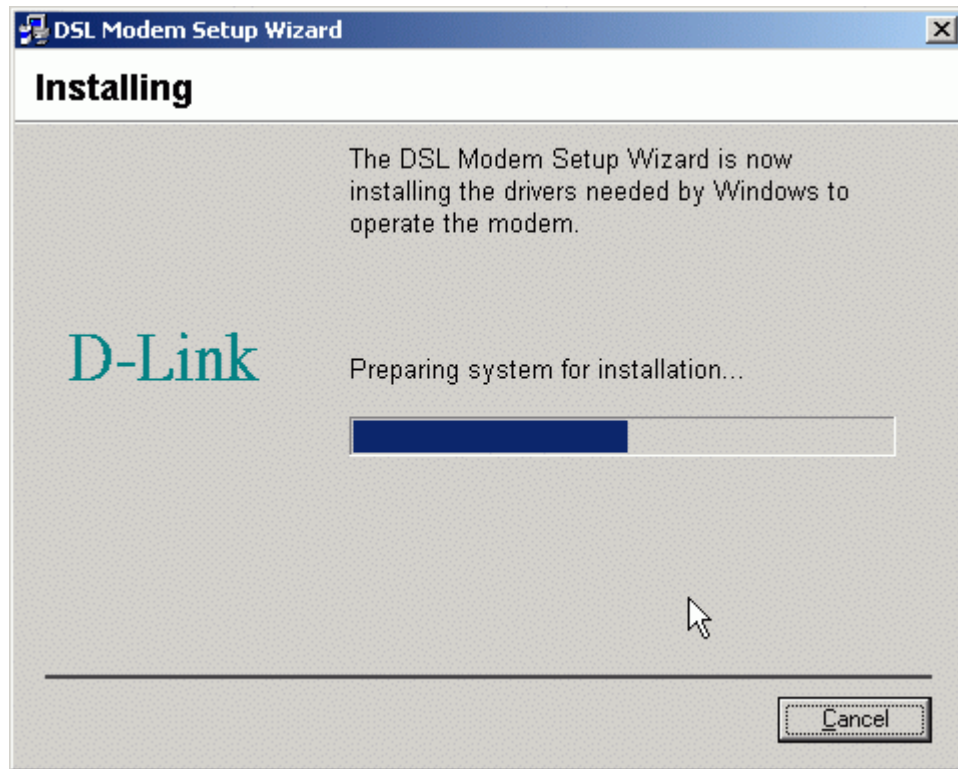 DSL Modem Setup Wizard
Installing
The DSL Modem Setup Wizard is now
installing the drivers needed by Windows to
operate the modem.
D-Link
Preparing system for installation...
Cancel